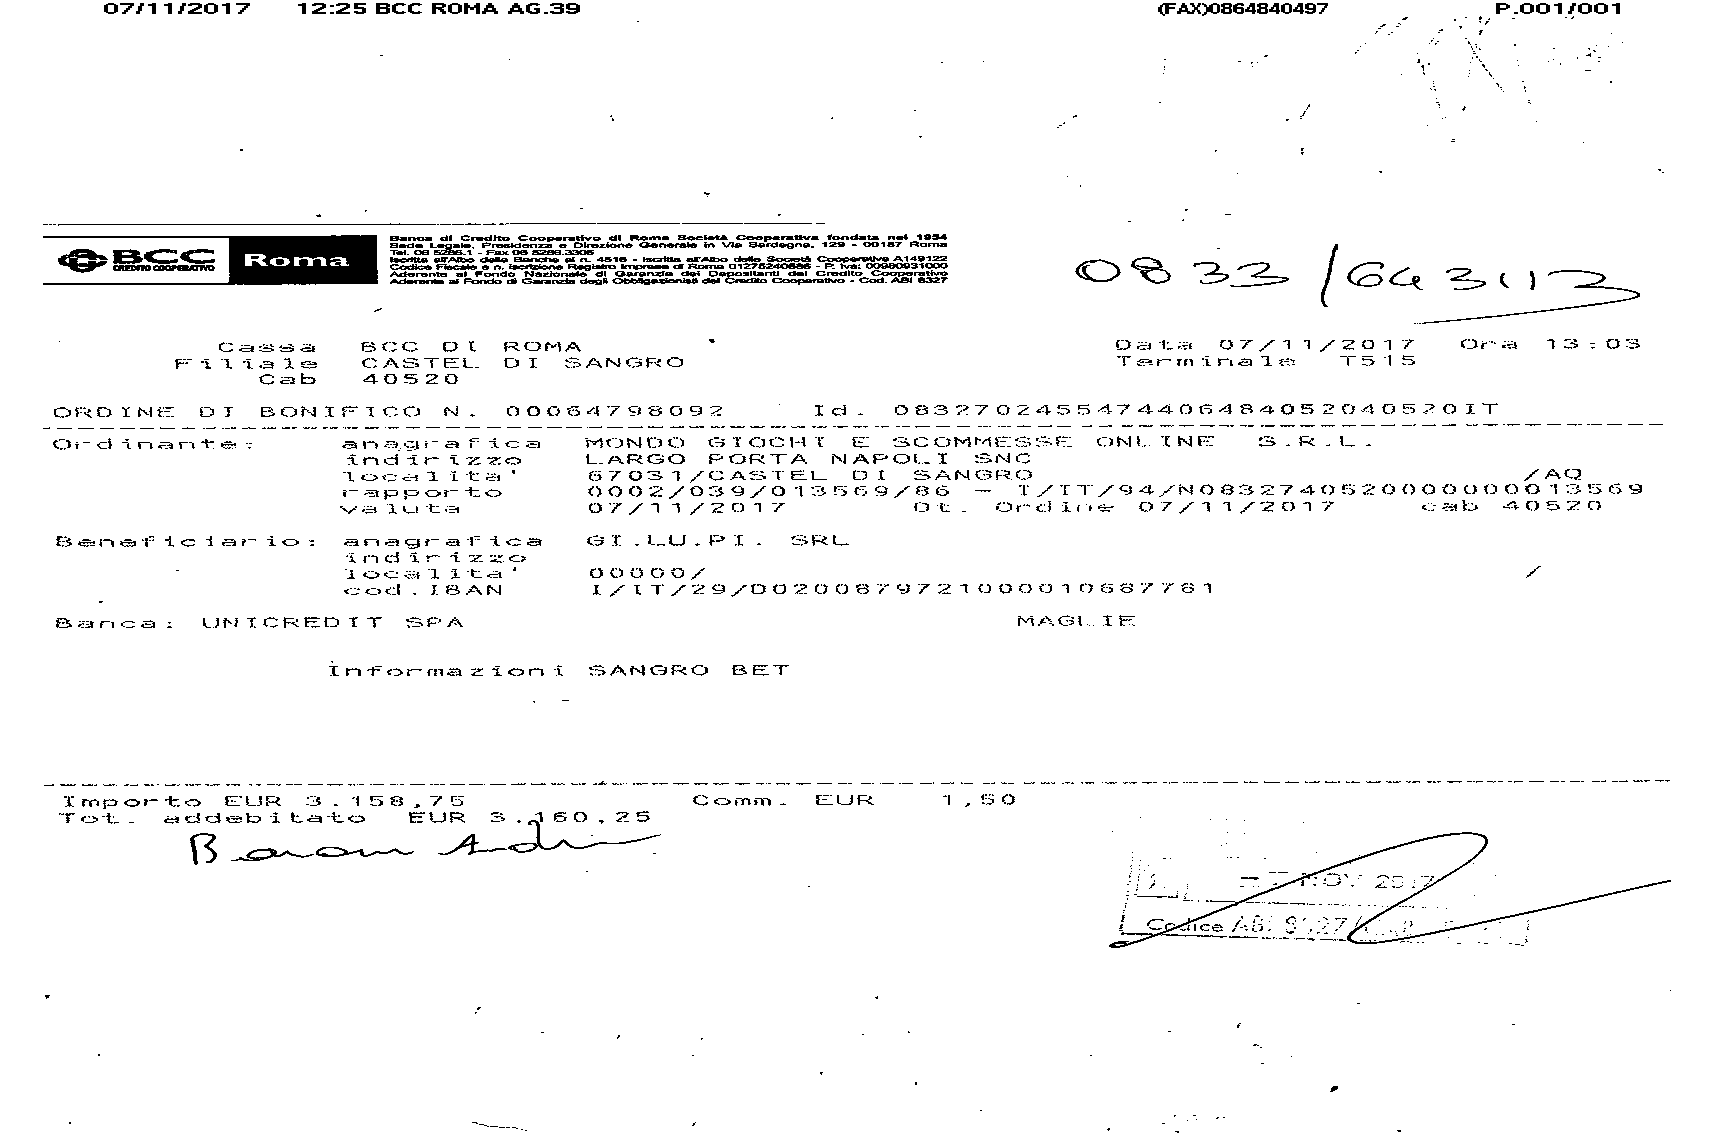 07/11/2017 12:25 BCC ROMA AG.39 (FAX)0864840497 P.001/001
BCC Roma
CREDITO COOPERATIVO
Banca di Credito Cooperativo di Roma Società Cooperativa fondata nel 1954
Sede Legale, Presidenza e Direzione Generale in Via Sardegna, 129 - 00187 Roma
Tel. 06 5286.1 - Fax 06 5286.3305
Iscritta all'Albo delle Banche al n. 4516 - Iscritta all'Albo delle Società Cooperative A149122
Codice Fiscale e n. iscrizione Registro Imprese di Roma 01275240586 - P. Iva: 00980931000
Aderente al Fondo Nazionale di Garanzia dei Depositanti del Credito Cooperativo
Aderente al Fondo di Garanzia degli Obbligazionisti del Credito Cooperativo - Cod. ABI 8327
0833/643112
Cassa BCC DI ROMA Data 07/11/2017 Ora 13:03
Filiale CASTEL DI SANGRO Terminale T515
Cab 40520
ORDINE DI BONIFICO N. 00064798092 Id. 0832702455474406484052040520IT
Ordinante: anagrafica MONDO GIOCHI E SCOMMESSE ONLINE S.R.L.
indirizzo LARGO PORTA NAPOLI SNC
localita' 67031/CASTEL DI SANGRO /AQ
rapporto 0002/039/013569/86 - I/IT/94/N0832740520000000013569
valuta 07/11/2017 Dt. Ordine 07/11/2017 cab 40520
Beneficiario: anagrafica GI.LU.PI. SRL
indirizzo
localita' 00000/ /
cod.IBAN I/IT/29/D0200879721000010687781
Banca: UNICREDIT SPA MAGLIE
Informazioni SANGRO BET
Importo EUR 3.158,75 Comm. EUR 1,50
Tot. addebitato EUR 3.160,25
- 7 NOV 2017
Codice ABI 8327